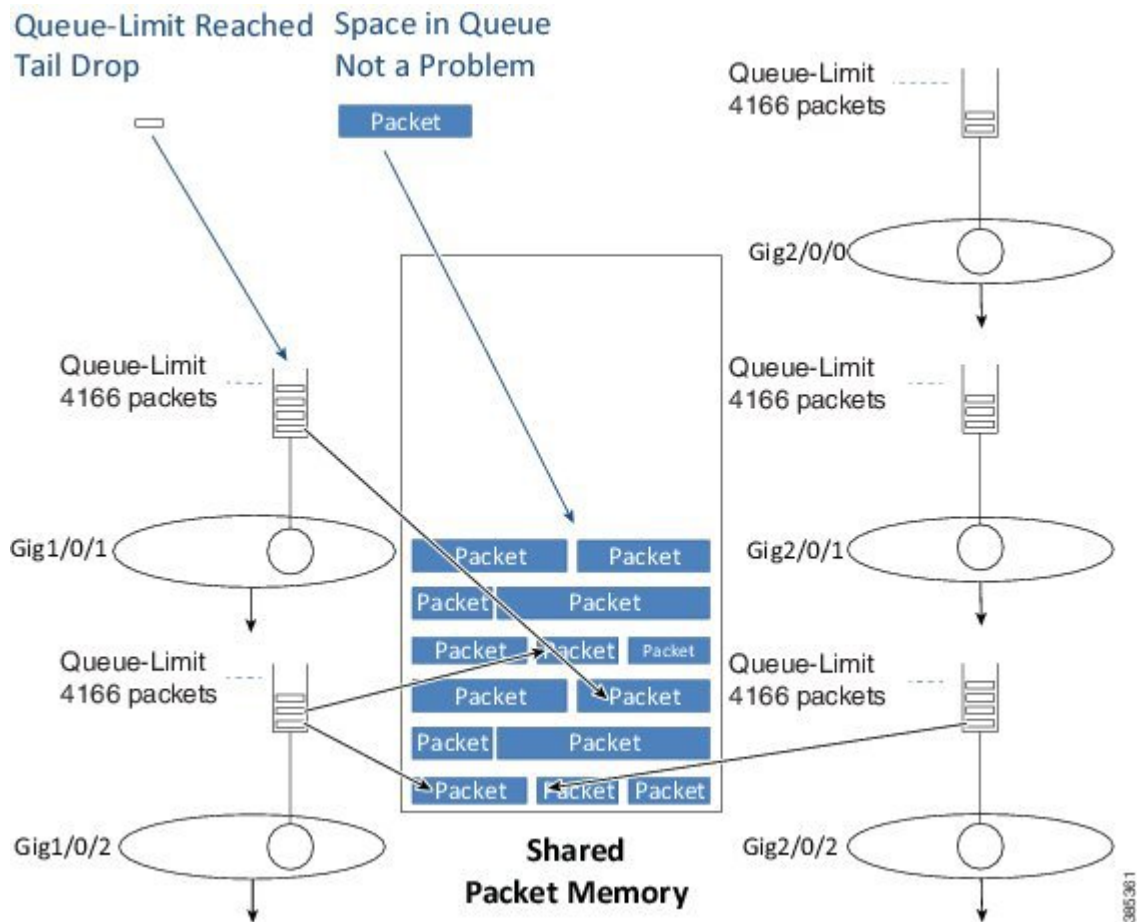 Queue-Limit Reached
Tail Drop
Space in Queue
Not a Problem
Packet
Queue-Limit
4166 packets
Gig2/0/0
Queue-Limit
4166 packets
Gig1/0/1
Queue-Limit
4166 packets
Gig2/0/1
Packet Packet
Packet Packet
Packet Packet Packet
Packet Packet
Packet Packet
Packet Packet Packet
Queue-Limit
4166 packets
Gig1/0/2
Queue-Limit
4166 packets
Gig2/0/2
Shared
Packet Memory
385361